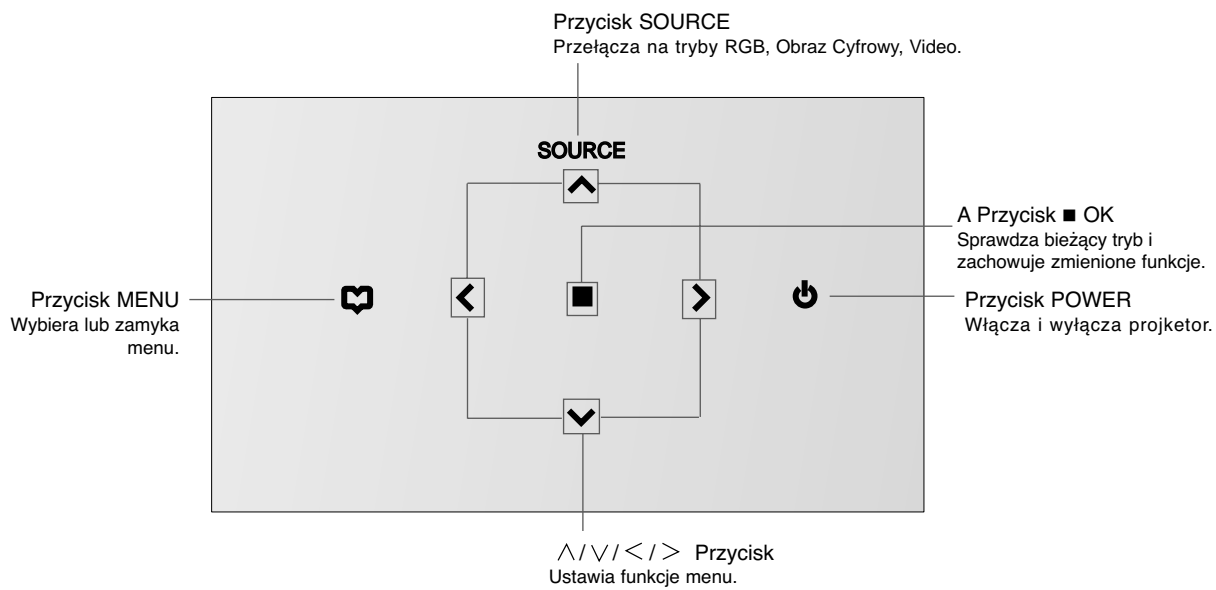 Przycisk SOURCE
Przełącza na tryby RGB, Obraz Cyfrowy, Video.
SOURCE
A Przycisk ■ OK
Sprawdza bieżący tryb i
zachowuje zmienione funkcje.
Przycisk MENU
Wybiera lub zamyka
menu.
Przycisk POWER
Włącza i wyłącza projketor.
∧/∨/</> Przycisk
Ustawia funkcje menu.